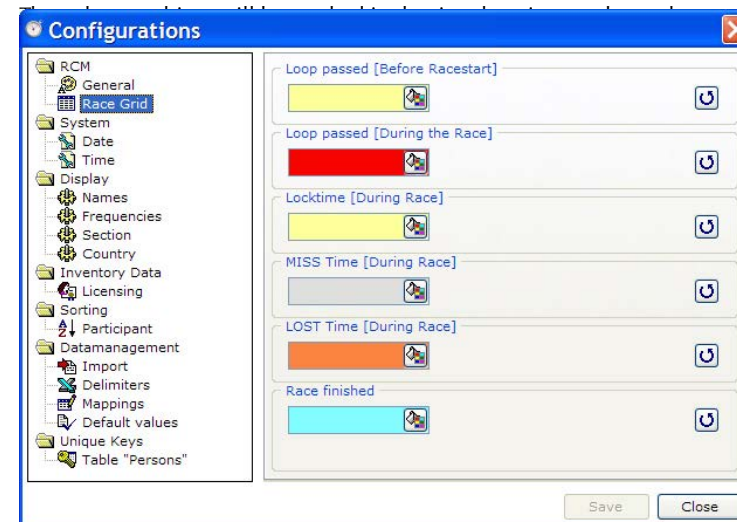 Configurations
RCM
General
Race Grid
System
Date
Time
Display
Names
Frequencies
Section
Country
Inventory Data
Licensing
Sorting
Participant
Datamanagement
Import
Delimiters
Mappings
Default values
Unique Keys
Table "Persons"
Loop passed [Before Racestart]
Loop passed [During the Race]
Locktime [During Race]
MISS Time [During Race]
LOST Time [During Race]
Race finished
Save
Close